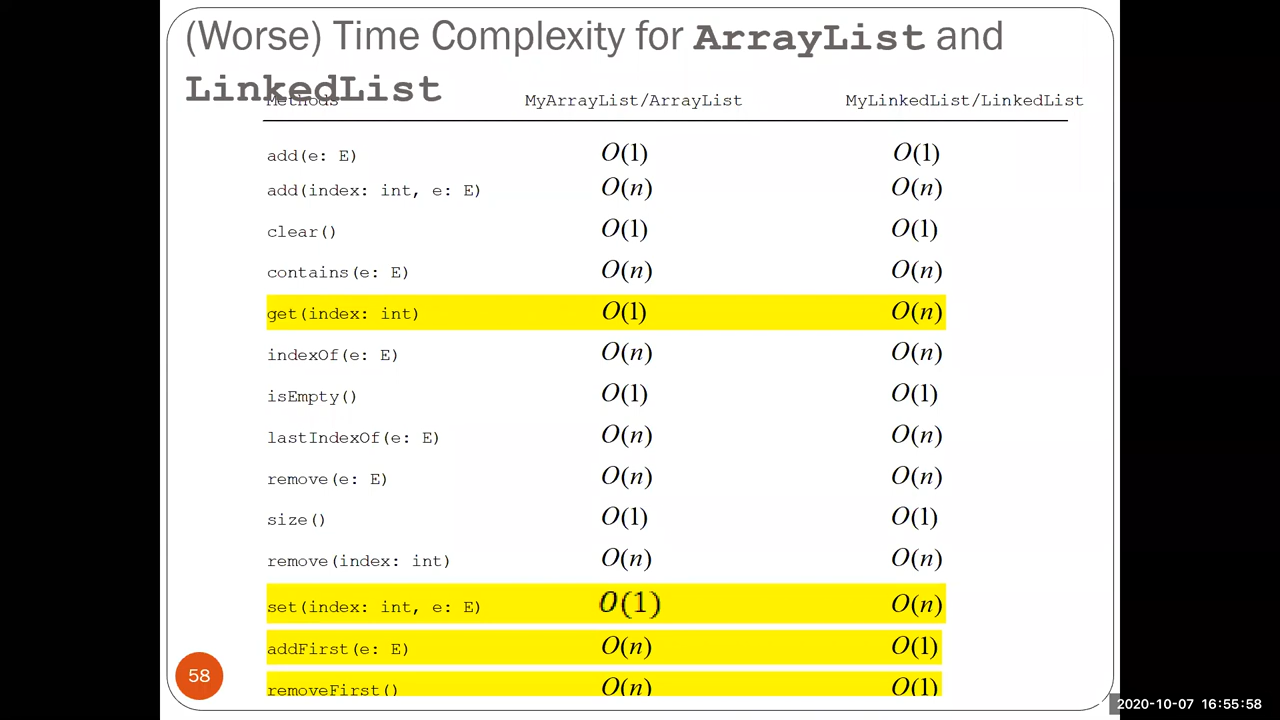 (Worse) Time Complexity for ArrayList and
LinkedList
Methods MyArrayList/ArrayList MyLinkedList/LinkedList
add(e: E) O(1) O(1)
add(index: int, e: E) O(n) O(n)
clear() O(1) O(1)
contains(e: E) O(n) O(n)
get(index: int) O(1) O(n)
indexOf(e: E) O(n) O(n)
isEmpty() O(1) O(1)
lastIndexOf(e: E) O(n) O(n)
remove(e: E) O(n) O(n)
size() O(1) O(1)
remove(index: int) O(n) O(n)
set(index: int, e: E) O(1) O(n)
addFirst(e: E) O(n) O(1)
removeFirst() O(n) O(1)
58
2020-10-07 16:55:58